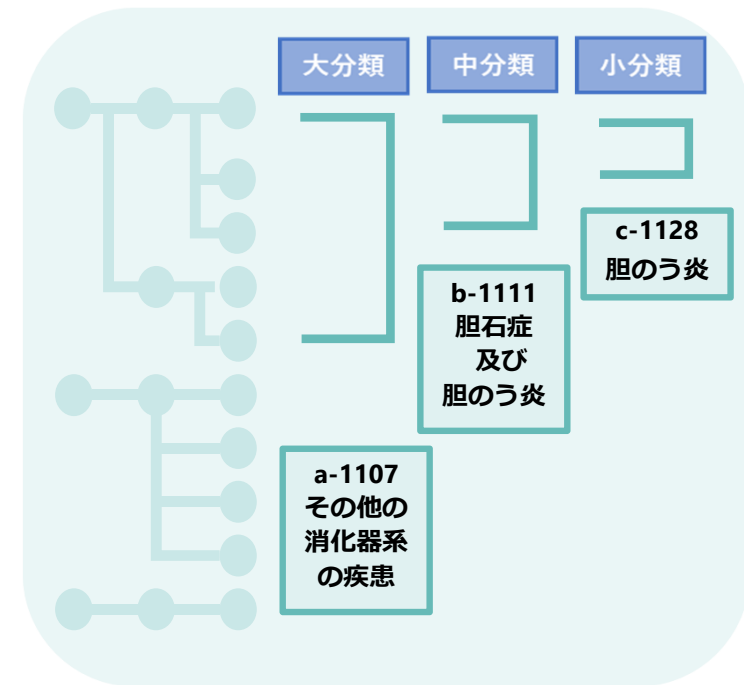 大分類
中分類
小分類
c-1128
胆のう炎
b-1111
胆石症
及び
胆のう炎
a-1107
その他の
消化器系
の疾患